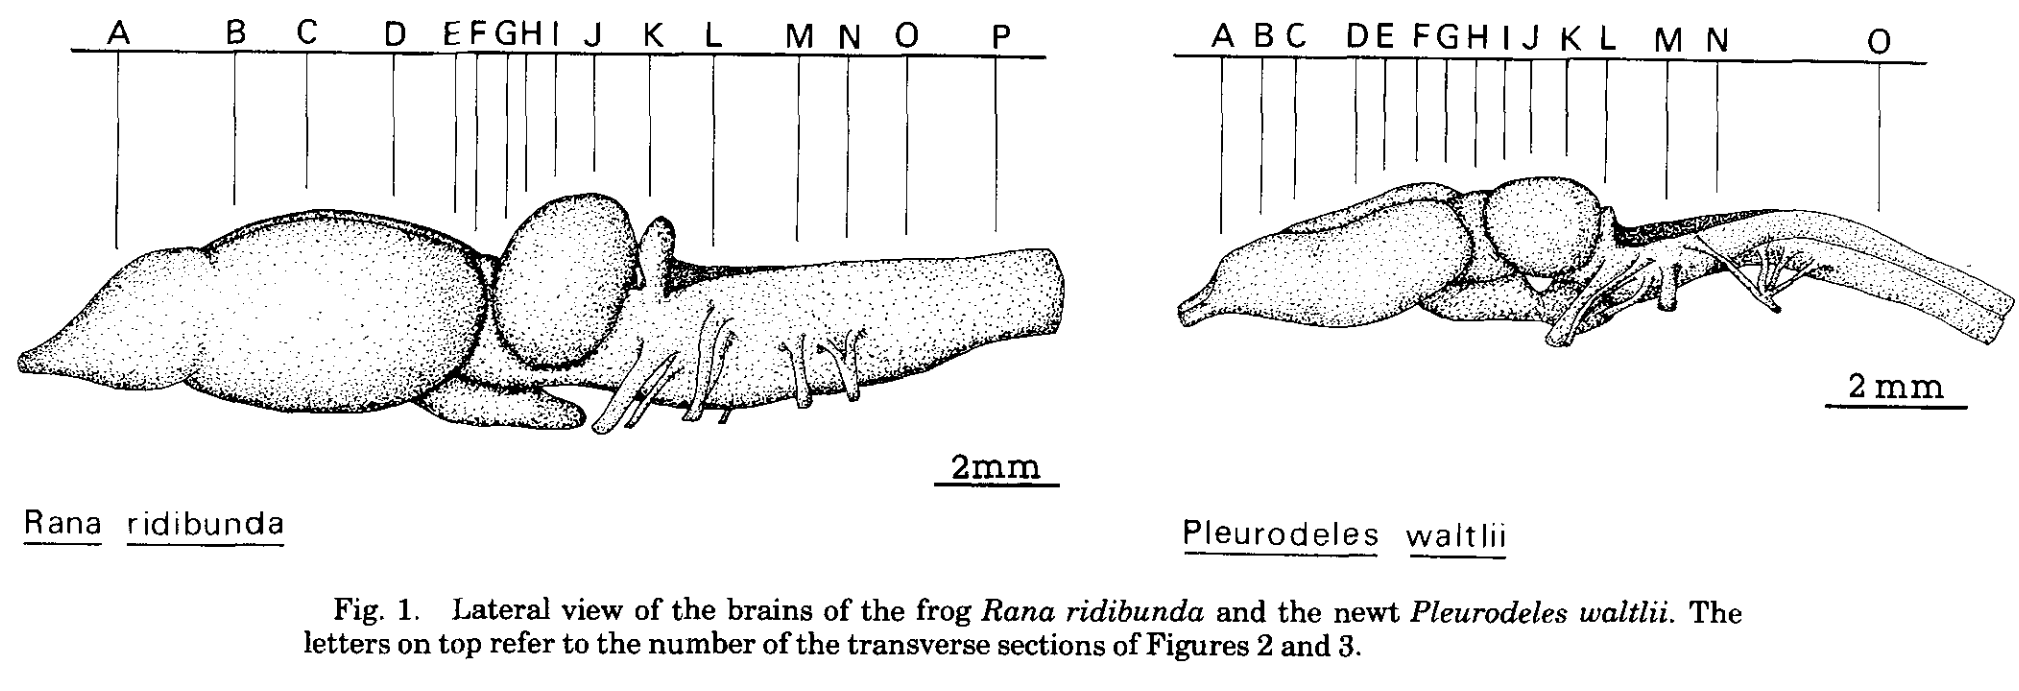 A B C D E F G H I J K L M N O P
A B C D E F G H I J K L M N O
2mm
2 mm
Rana ridibunda
Pleurodeles waltlii
Fig. 1. Lateral view of the brains of the frog Rana ridibunda and the newt Pleurodeles waltlii. The
letters on top refer to the number of the transverse sections of Figures 2 and 3.